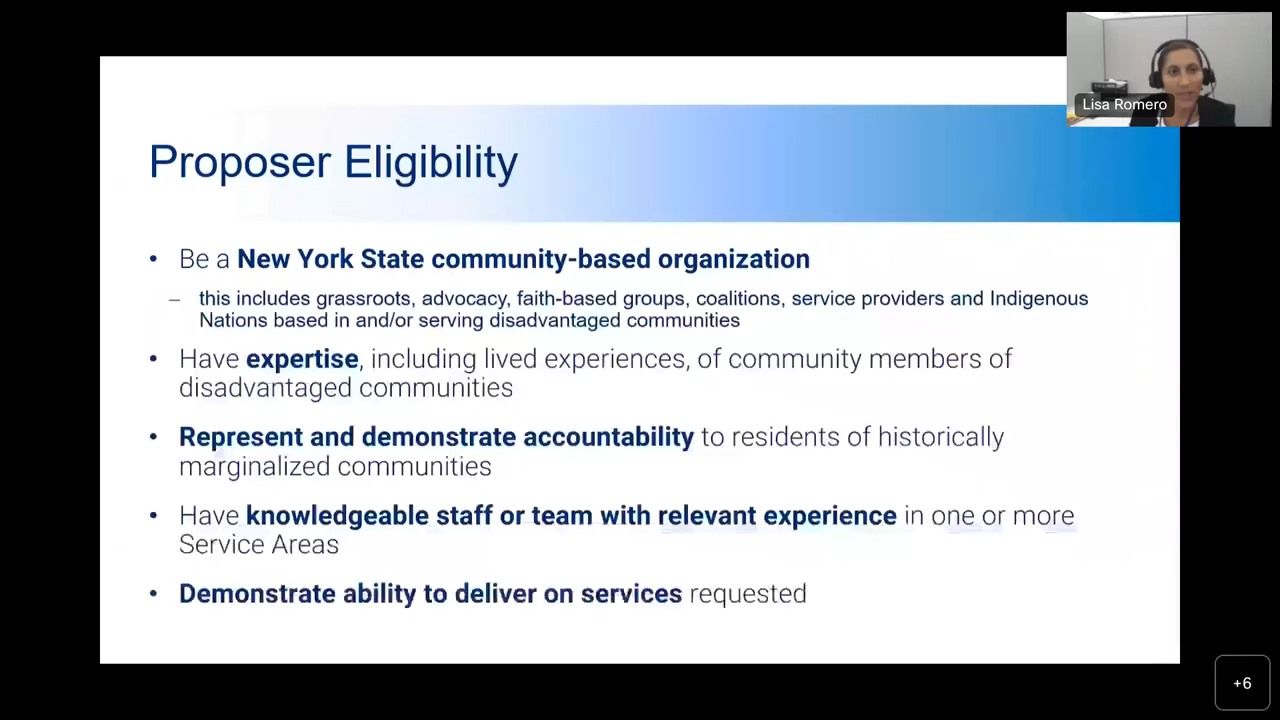 Lisa Romero
Proposer Eligibility
• Be a New York State community-based organization
– this includes grassroots, advocacy, faith-based groups, coalitions, service providers and Indigenous
Nations based in and/or serving disadvantaged communities
• Have expertise, including lived experiences, of community members of
disadvantaged communities
• Represent and demonstrate accountability to residents of historically
marginalized communities
• Have knowledgeable staff or team with relevant experience in one or more
Service Areas
• Demonstrate ability to deliver on services requested
+6